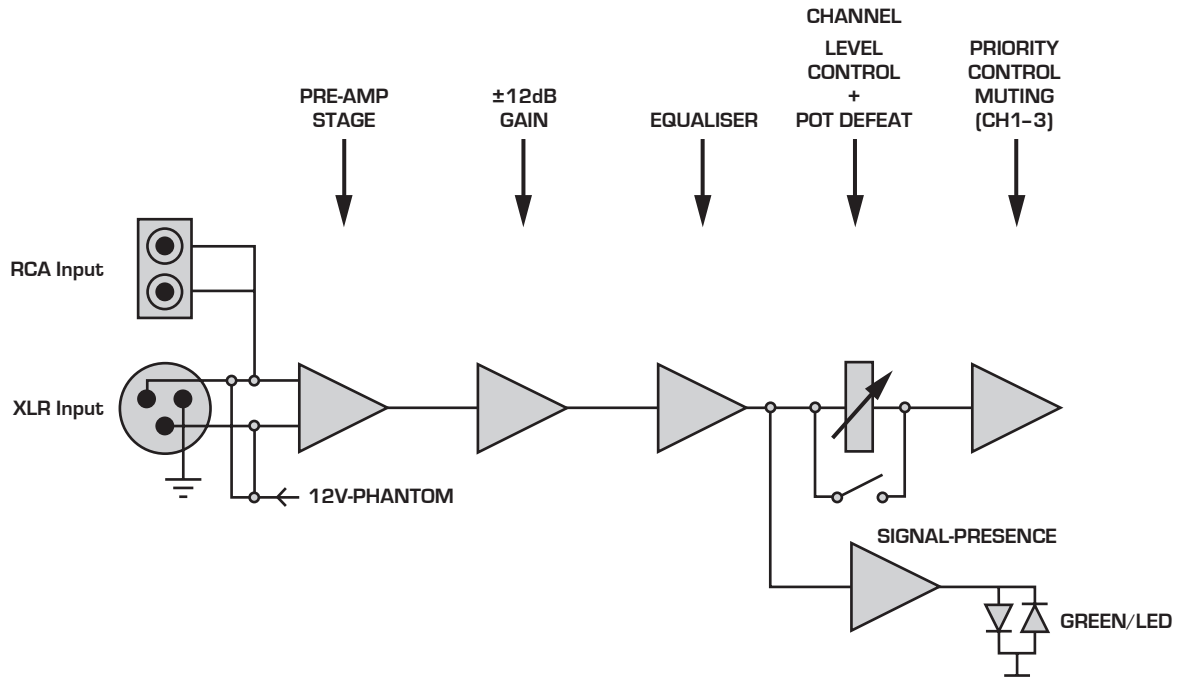 CHANNEL
LEVEL
CONTROL
+
POT DEFEAT
PRIORITY
CONTROL
MUTING
(CH1–3)
PRE-AMP
STAGE
±12dB
GAIN
EQUALISER
RCA Input
XLR Input
12V-PHANTOM
SIGNAL-PRESENCE
GREEN/LED